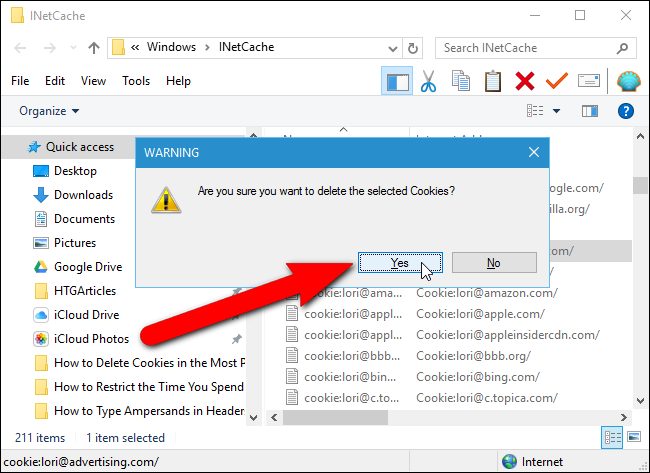 INetCache
« Windows > INetCache
Search INetCache
File Edit View Tools Help
Organize
Quick access
Desktop
Downloads
Documents
Pictures
Google Drive
HTGArticles
iCloud Drive
iCloud Photos
How to Delete Cookies in the Most P
How to Restrict the Time You Spend
How to Type Ampersands in Headers
WARNING
Are you sure you want to delete the selected Cookies?
Yes
No
oogle.com/
illa.org/
.com/
cookie:lori@ama... Cookie:lori@amazon.com/
cookie:lori@appl... Cookie:lori@apple.com/
cookie:lori@appl... Cookie:lori@appleinsidercdn.com/
cookie:lori@bbb... Cookie:lori@bbb.org/
cookie:lori@bin... Cookie:lori@bing.com/
cookie:lori@c.to... Cookie:lori@c.topica.com/
211 items 1 item selected
cookie:lori@advertising.com/
Internet